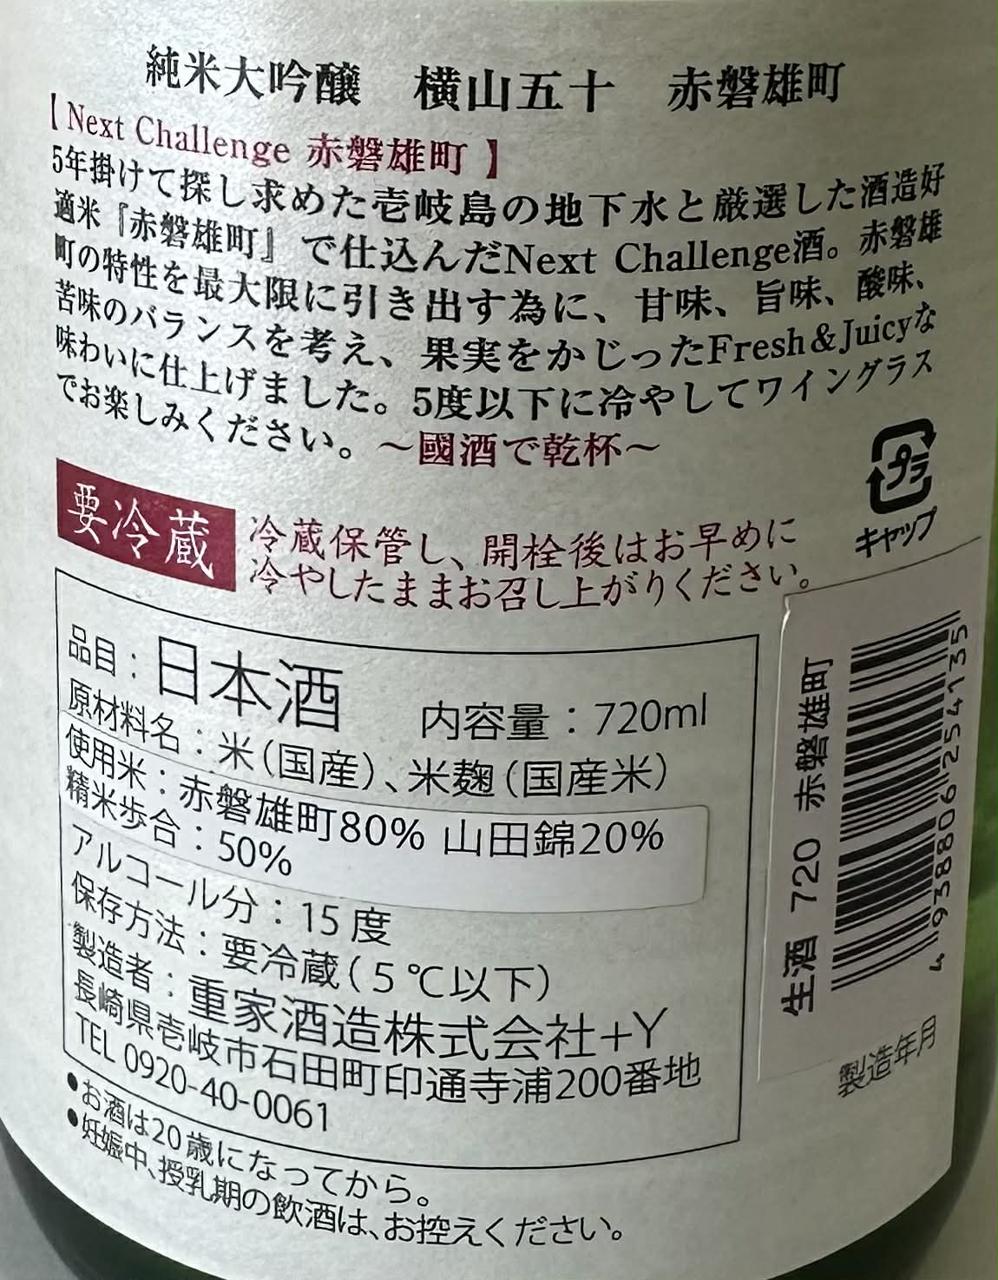 純米大吟醸　横山五十　赤磐雄町
【Next Challenge 赤磐雄町】
5年掛けて探し求めた壱岐島の地下水と厳選した酒造好
適米『赤磐雄町』で仕込んだNext Challenge酒。赤磐雄
町の特性を最大限に引き出す為に、甘味、旨味、酸味、
苦味のバランスを考え、果実をかじったFresh&Juicyな
味わいに仕上げました。5度以下に冷やしてワイングラス
でお楽しみください。～國酒で乾杯～
プラ
キャップ
要冷蔵
冷蔵保管し、開栓後はお早めに
冷やしたままお召し上がりください。
品目：日本酒　内容量：720ml
原材料名：米（国産）、米麹（国産米）
使用米：赤磐雄町80% 山田錦20%
精米歩合：50%
アルコール分：15度
保存方法：要冷蔵（5℃以下）
製造者：重家酒造株式会社+Y
長崎県壱岐市石田町印通寺浦200番地
TEL 0920-40-0061
●お酒は20歳になってから。
●妊娠中、授乳期の飲酒は、お控えください。
生酒 720 赤磐雄町
4938806254135
製造年月